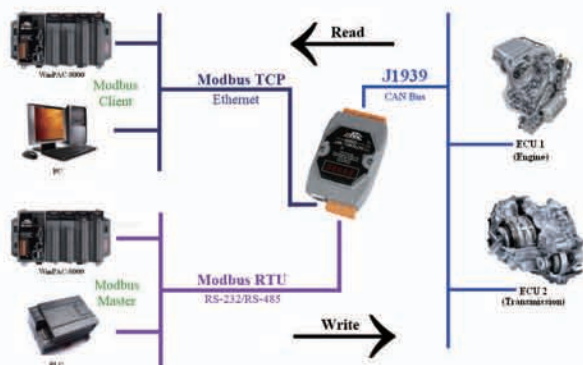 Read
WinPAC-8000
Modbus TCP
J1939
Modbus
Client
Ethernet
CAN Bus
PC
ECU 1
(Engine)
WinPAC-8000
Modbus RTU
Modbus
Master
RS-232/RS-485
Write
ECU 2
(Transmission)
PLC